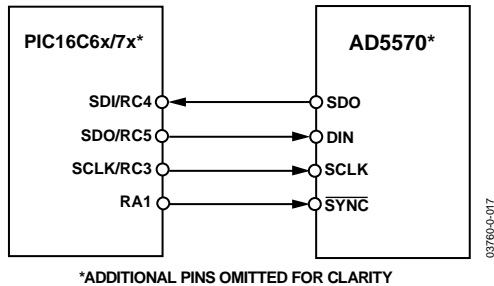 PIC16C6x/7x*
AD5570*
SDI/RC4
SDO
SDO/RC5
DIN
SCLK/RC3
SCLK
RA1
SYNC
03760-0-017
*ADDITIONAL PINS OMITTED FOR CLARITY